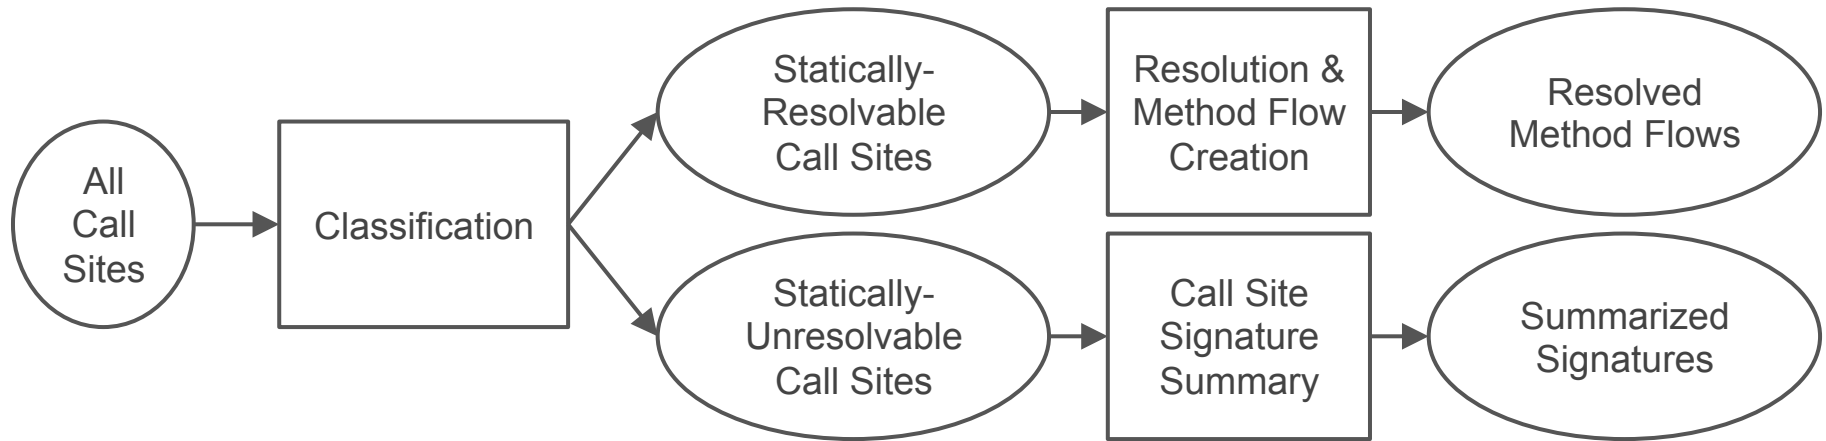 All
Call
Sites
Classification
Statically-
Resolvable
Call Sites
Resolution &
Method Flow
Creation
Resolved
Method Flows
Statically-
Unresolvable
Call Sites
Call Site
Signature
Summary
Summarized
Signatures